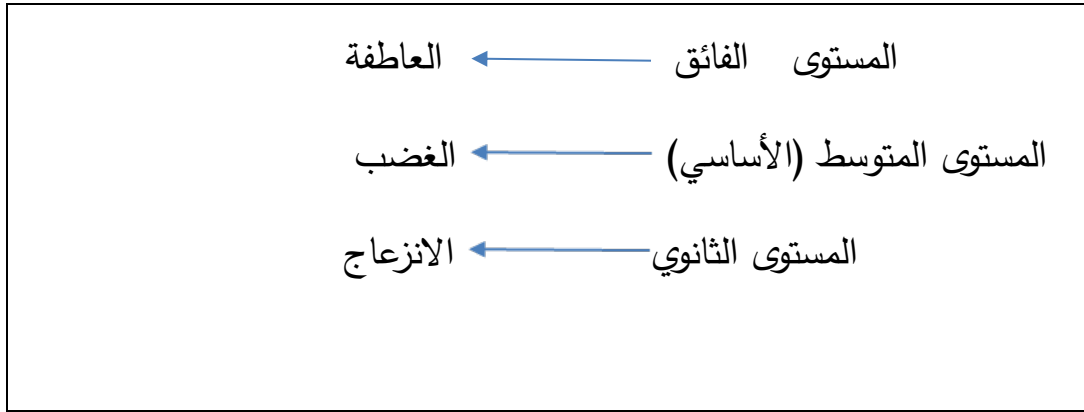 المستوى الفائق العاطفة
المستوى المتوسط (الأساسي) الغضب
المستوى الثانوي الانزعاج